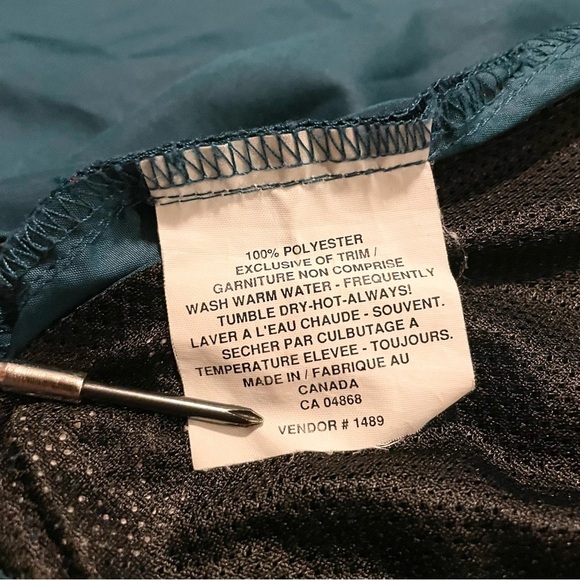 100% POLYESTER
EXCLUSIVE OF TRIM /
GARNITURE NON COMPRISE
WASH WARM WATER - FREQUENTLY
TUMBLE DRY-HOT-ALWAYS!
LAVER A L'EAU CHAUDE - SOUVENT.
SECHER PAR CULBUTAGE A
TEMPERATURE ELEVEE - TOUJOURS.
MADE IN / FABRIQUE AU
CANADA
CA 04868
VENDOR # 1489